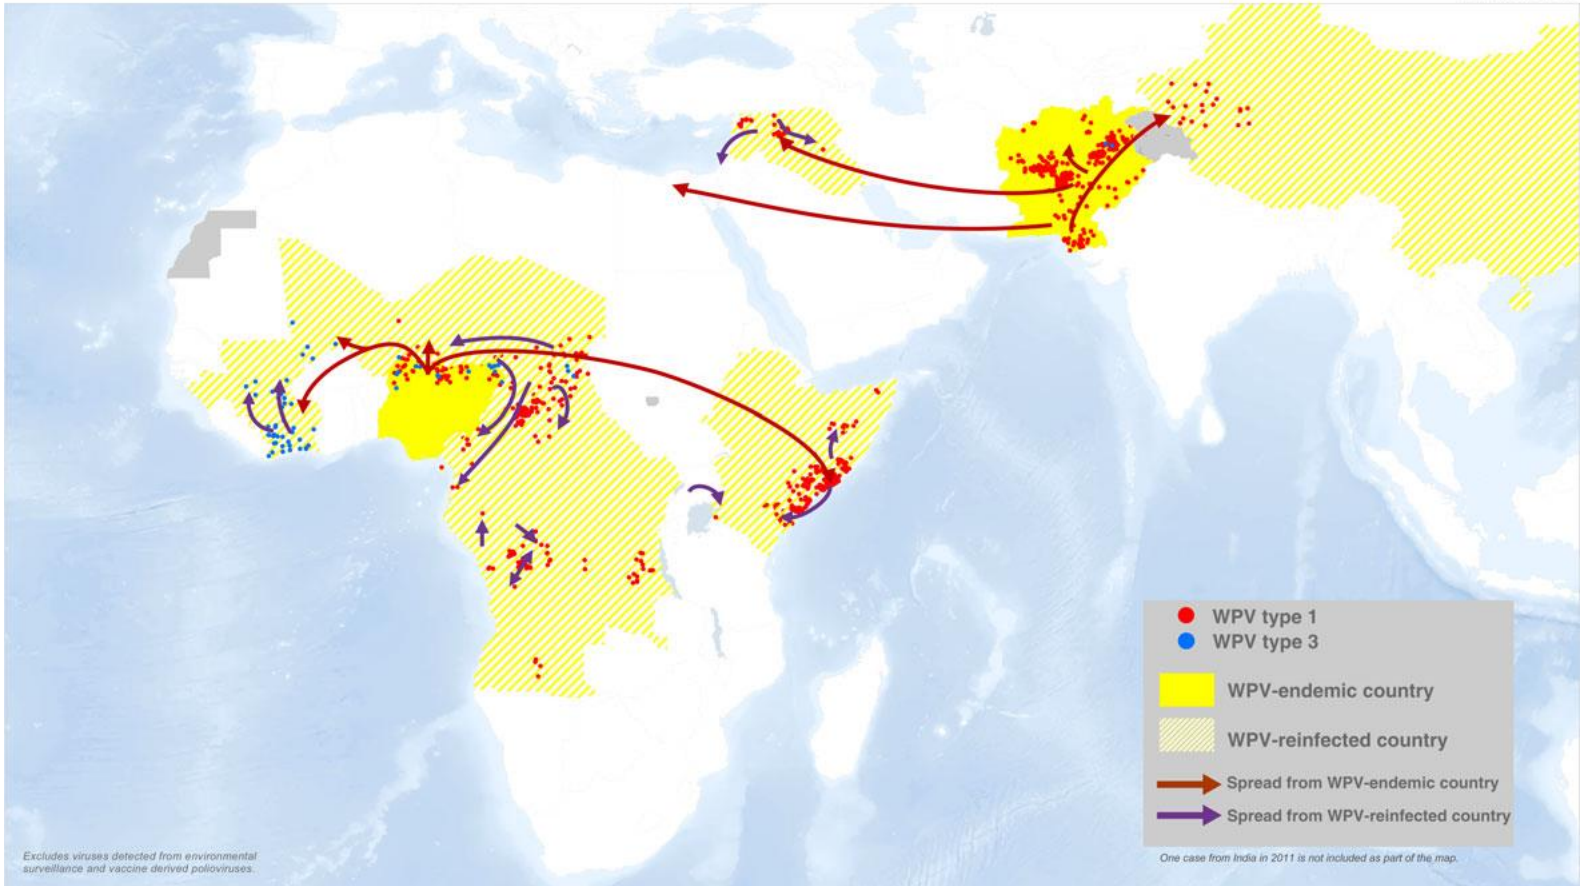 WPV type 1
WPV type 3
WPV-endemic country
WPV-reinfected country
Spread from WPV-endemic country
Spread from WPV-reinfected country
Excludes viruses detected from environmental
surveillance and vaccine derived polioviruses.
One case from India in 2011 is not included as part of the map.